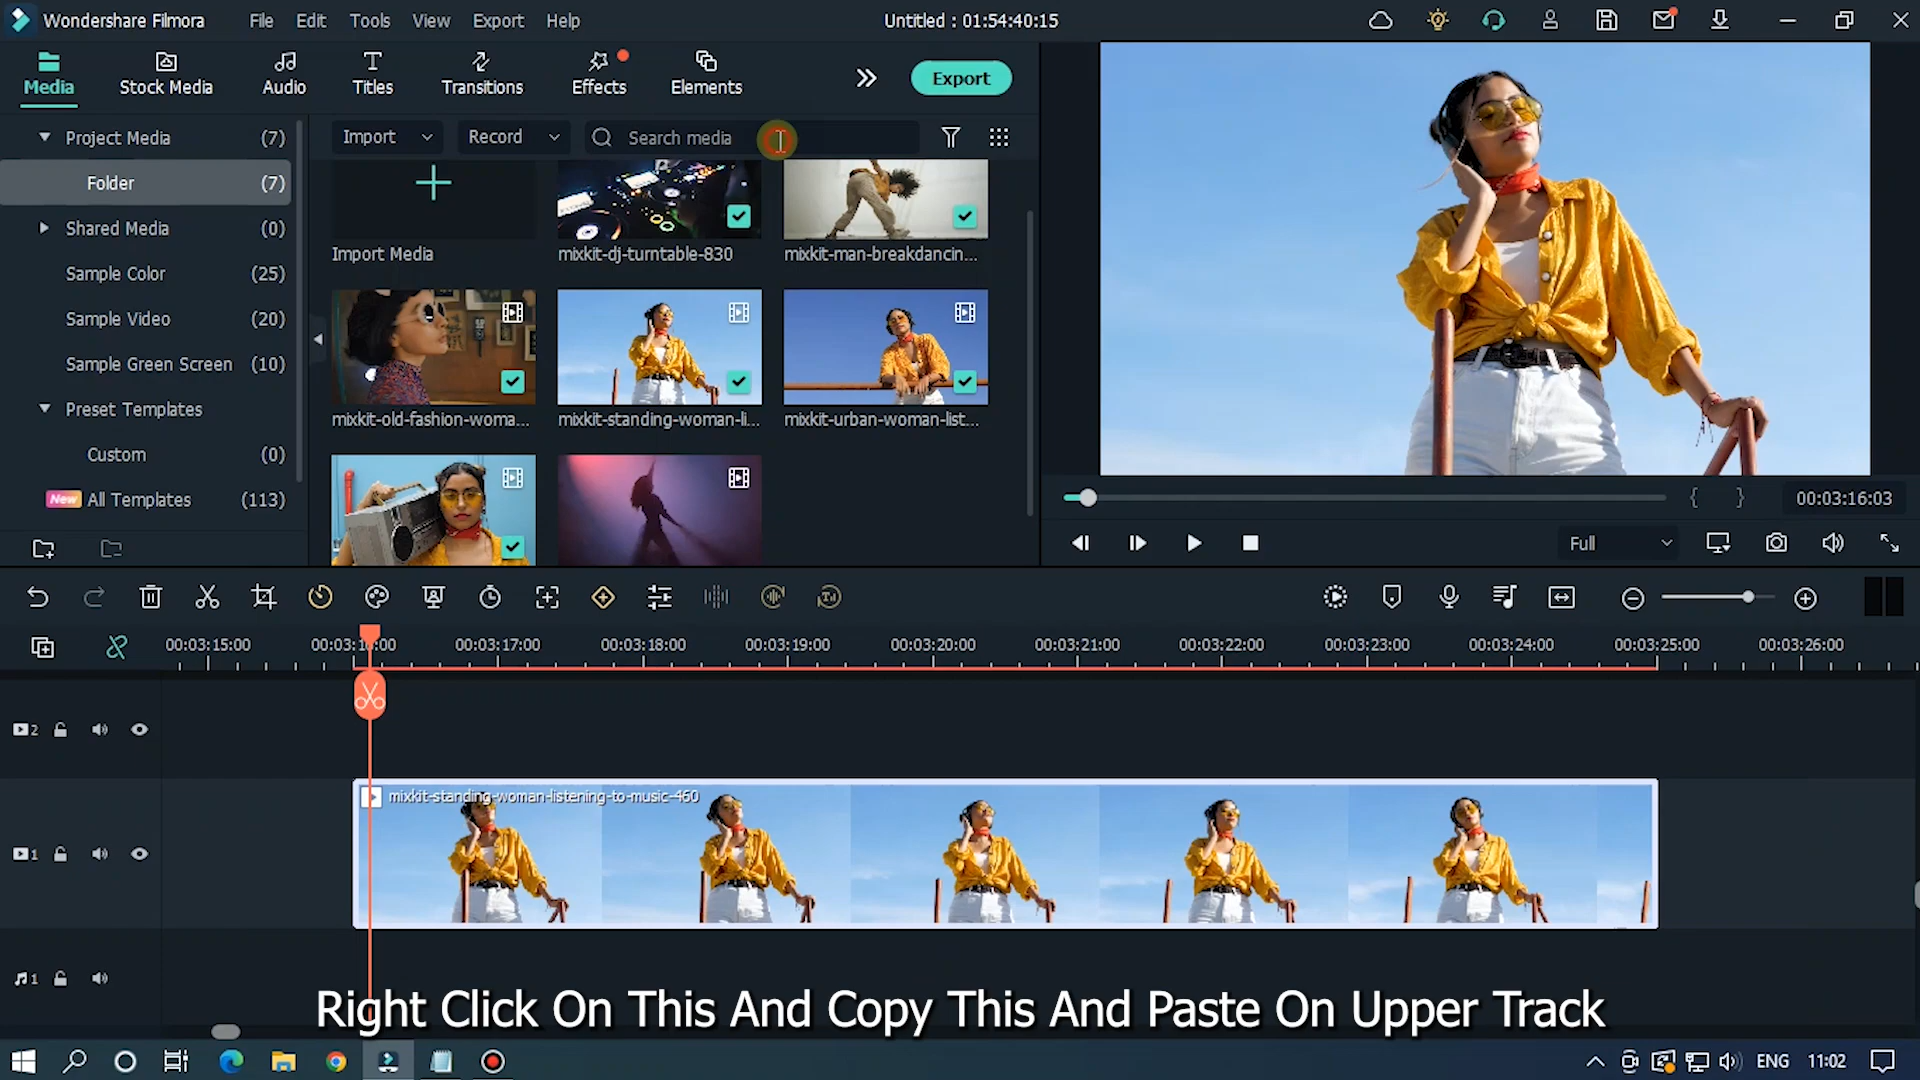 Wondershare Filmora File Edit Tools View Export Help Untitled : 01:54:40:15
Media Stock Media Audio Titles Transitions Effects Elements Export
Project Media (7)
Folder (7)
Shared Media (0)
Sample Color (25)
Sample Video (20)
Sample Green Screen (10)
Preset Templates
Custom (0)
New All Templates (113)
Import Record Search media
Import Media mixkit-dj-turntable-830 mixkit-man-breakdancin...
mixkit-old-fashion-woma... mixkit-standing-woman-li... mixkit-urban-woman-list...
{ } 00:03:16:03
Full
00:03:15:00 00:03:16:00 00:03:17:00 00:03:18:00 00:03:19:00 00:03:20:00 00:03:21:00 00:03:22:00 00:03:23:00 00:03:24:00 00:03:25:00 00:03:26:00
2
1 mixkit-standing-woman-listening-to-music-460
1
Right Click On This And Copy This And Paste On Upper Track
ENG 11:02